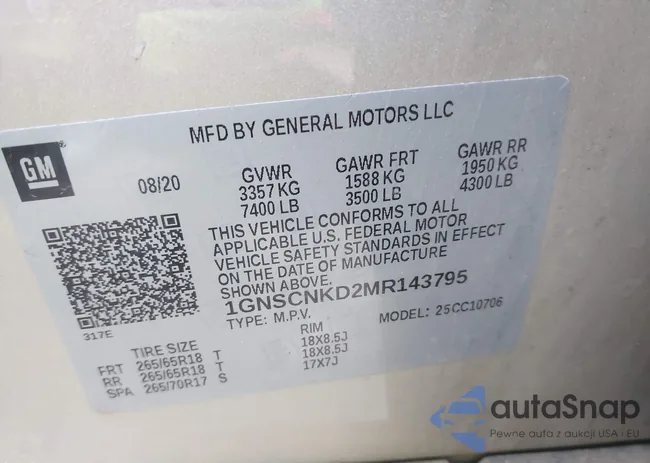 MFD BY GENERAL MOTORS LLC
GM
08/20
GVWR GAWR FRT GAWR RR
3357 KG 1588 KG 1950 KG
7400 LB 3500 LB 4300 LB
THIS VEHICLE CONFORMS TO ALL
APPLICABLE U.S. FEDERAL MOTOR
VEHICLE SAFETY STANDARDS IN EFFECT
ON THE DATE OF MANUFACTURE
SHOWN ABOVE.
1GNSCNKD2MR143795
TYPE: M.P.V. MODEL: 25CC10706
317E
TIRE SIZE RIM
FRT 265/65R18 T 18X8.5J
RR 265/65R18 T 18X8.5J
SPA 265/70R17 S 17X7J
autaSnap
Pewne auta z aukcji USA i EU